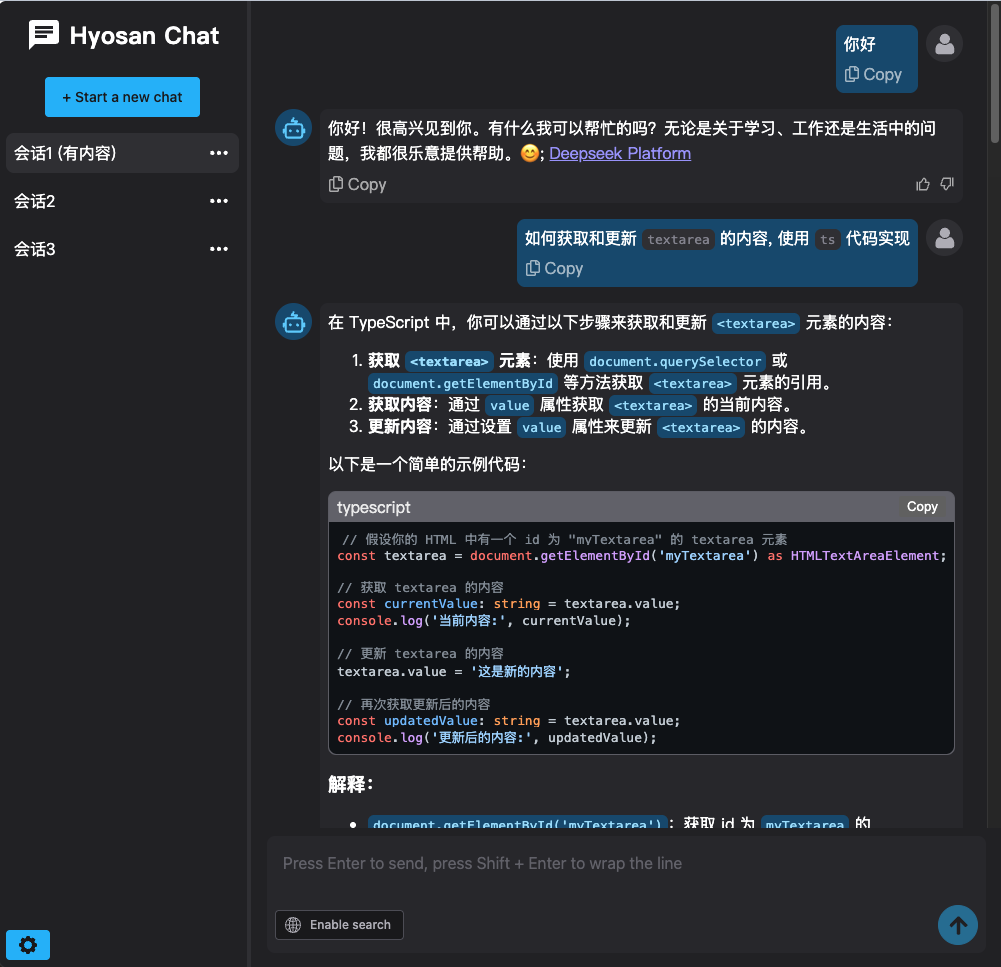 Hyosan Chat
+ Start a new chat
会话1 (有内容)
会话2
会话3
你好
Copy
你好！很高兴见到你。有什么我可以帮忙的吗？无论是关于学习、工作还是生活中的问
题，我都很乐意提供帮助。😊; Deepseek Platform
Copy
如何获取和更新 textarea 的内容, 使用 ts 代码实现
Copy
在 TypeScript 中，你可以通过以下步骤来获取和更新 <textarea> 元素的内容：
1. 获取 <textarea> 元素：使用 document.querySelector 或
document.getElementById 等方法获取 <textarea> 元素的引用。
2. 获取内容：通过 value 属性获取 <textarea> 的当前内容。
3. 更新内容：通过设置 value 属性来更新 <textarea> 的内容。
以下是一个简单的示例代码：
typescript
Copy
// 假设你的 HTML 中有一个 id 为 "myTextarea" 的 textarea 元素
const textarea = document.getElementById('myTextarea') as HTMLTextAreaElement;
// 获取 textarea 的内容
const currentValue: string = textarea.value;
console.log('当前内容:', currentValue);
// 更新 textarea 的内容
textarea.value = '这是新的内容';
// 再次获取更新后的内容
const updatedValue: string = textarea.value;
console.log('更新后的内容:', updatedValue);
解释：
• document.getElementById('myTextarea')：获取 id 为 myTextarea 的
Press Enter to send, press Shift + Enter to wrap the line
Enable search